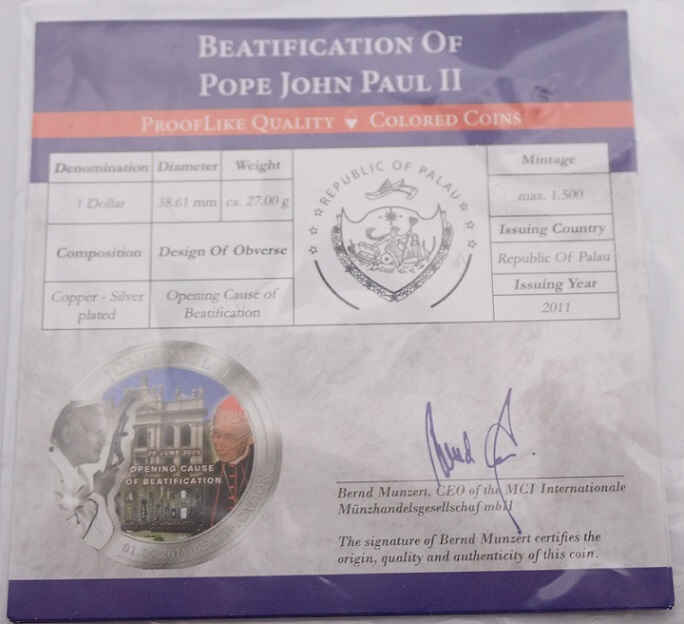 Beatification Of
Pope John Paul II
ProofLike Quality ♥ Colored Coins
Denomination Diameter Weight
1 Dollar 38.61 mm ca. 27.00 g
Composition Design Of Obverse
Copper - Silver
plated
Opening Cause of
Beatification
REPUBLIC OF PALAU
Mintage
max. 1.500
Issuing Country
Republic Of Palau
Issuing Year
2011
OPENING CAUSE
OF BEATIFICATION
Bernd Munzert, CEO of the MCI Internationale
Münzhandelsgesellschaf mbH
The signature of Bernd Munzert certifies the
origin, quality and authenticity of this coin.